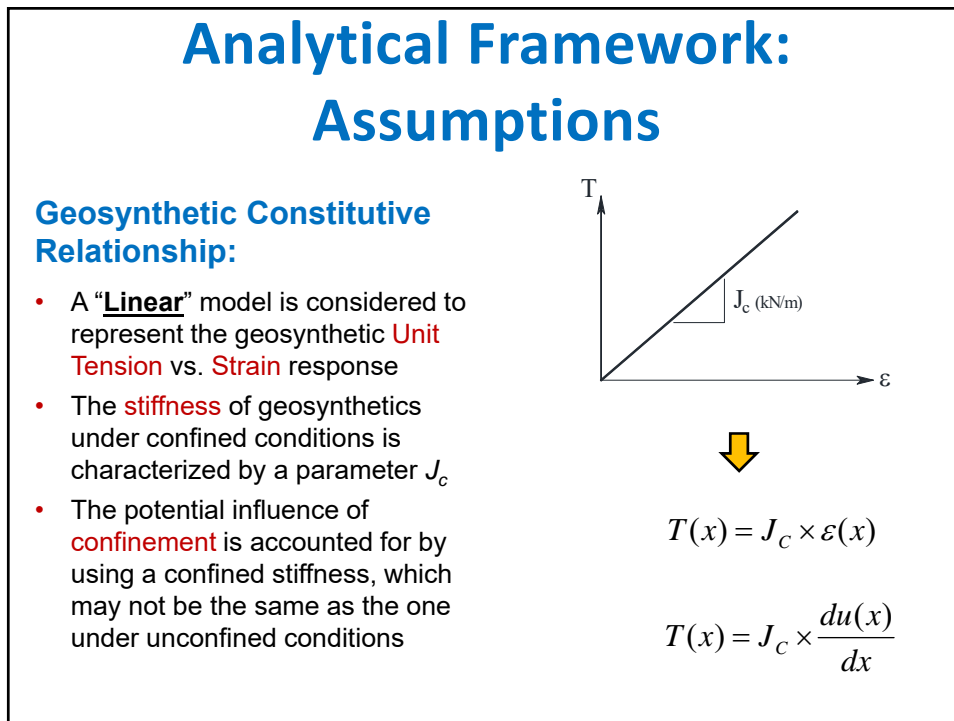 Analytical Framework:
Assumptions
Geosynthetic Constitutive
Relationship:
• A “Linear” model is considered to
represent the geosynthetic Unit
Tension vs. Strain response
• The stiffness of geosynthetics
under confined conditions is
characterized by a parameter Jc
• The potential influence of
confinement is accounted for by
using a confined stiffness, which
may not be the same as the one
under unconfined conditions
T
Jc (kN/m)
ε
T(x) = JC × ε(x)
T(x) = JC × du(x)/dx